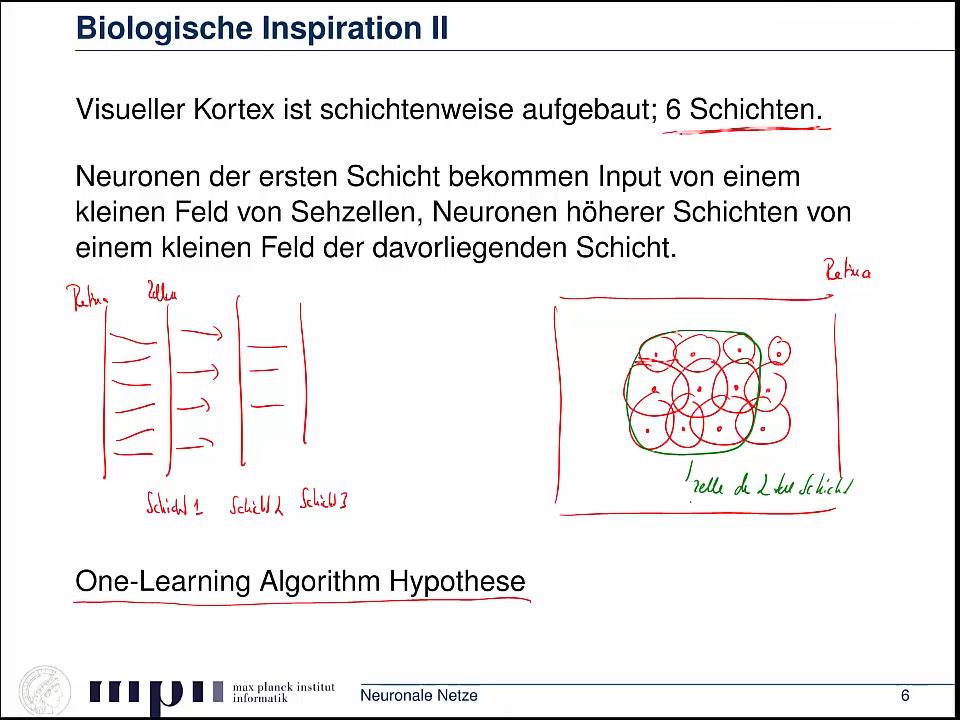 Biologische Inspiration II
Visueller Kortex ist schichtenweise aufgebaut; 6 Schichten.
Neuronen der ersten Schicht bekommen Input von einem
kleinen Feld von Sehzellen, Neuronen höherer Schichten von
einem kleinen Feld der davorliegenden Schicht.
Retina
Retina
Zellen
Schicht 1
Schicht 2
Schicht 3
Zelle der 2 ten Schicht
One-Learning Algorithm Hypothese
max planck institut
informatik
Neuronale Netze
6